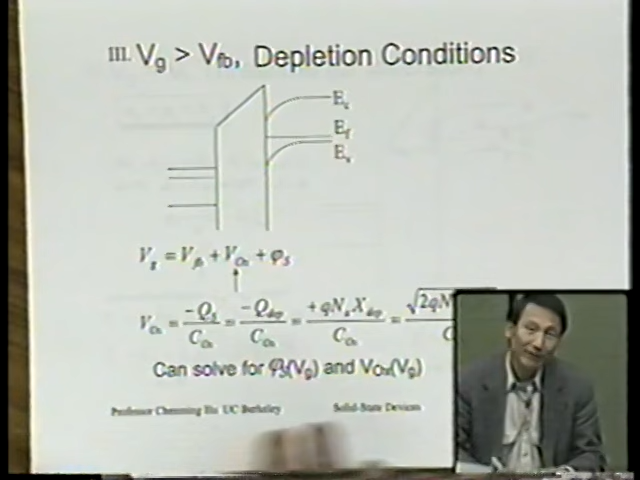 III. Vg > Vfb, Depletion Conditions
Ec
Ef
Ev
Vg = Vfb + VOx + φS
VOx = -QS / COx = -Qdep / COx = +qNaXdep / COx = √2qN
Can solve for φS(Vg) and VOx(Vg)
Professor Chenming Hu UC Berkeley Solid-State Devices